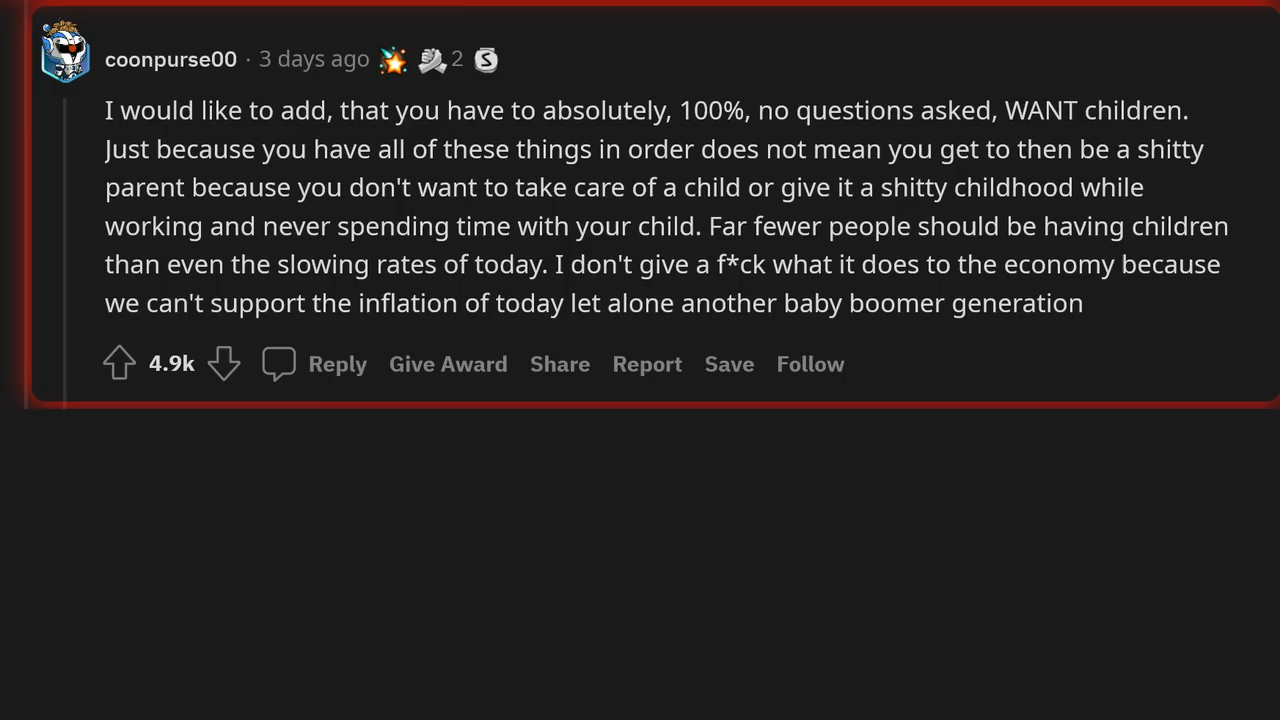 coonpurse00 · 3 days ago 2 S
I would like to add, that you have to absolutely, 100%, no questions asked, WANT children.
Just because you have all of these things in order does not mean you get to then be a shitty
parent because you don't want to take care of a child or give it a shitty childhood while
working and never spending time with your child. Far fewer people should be having children
than even the slowing rates of today. I don't give a f*ck what it does to the economy because
we can't support the inflation of today let alone another baby boomer generation
4.9k Reply Give Award Share Report Save Follow